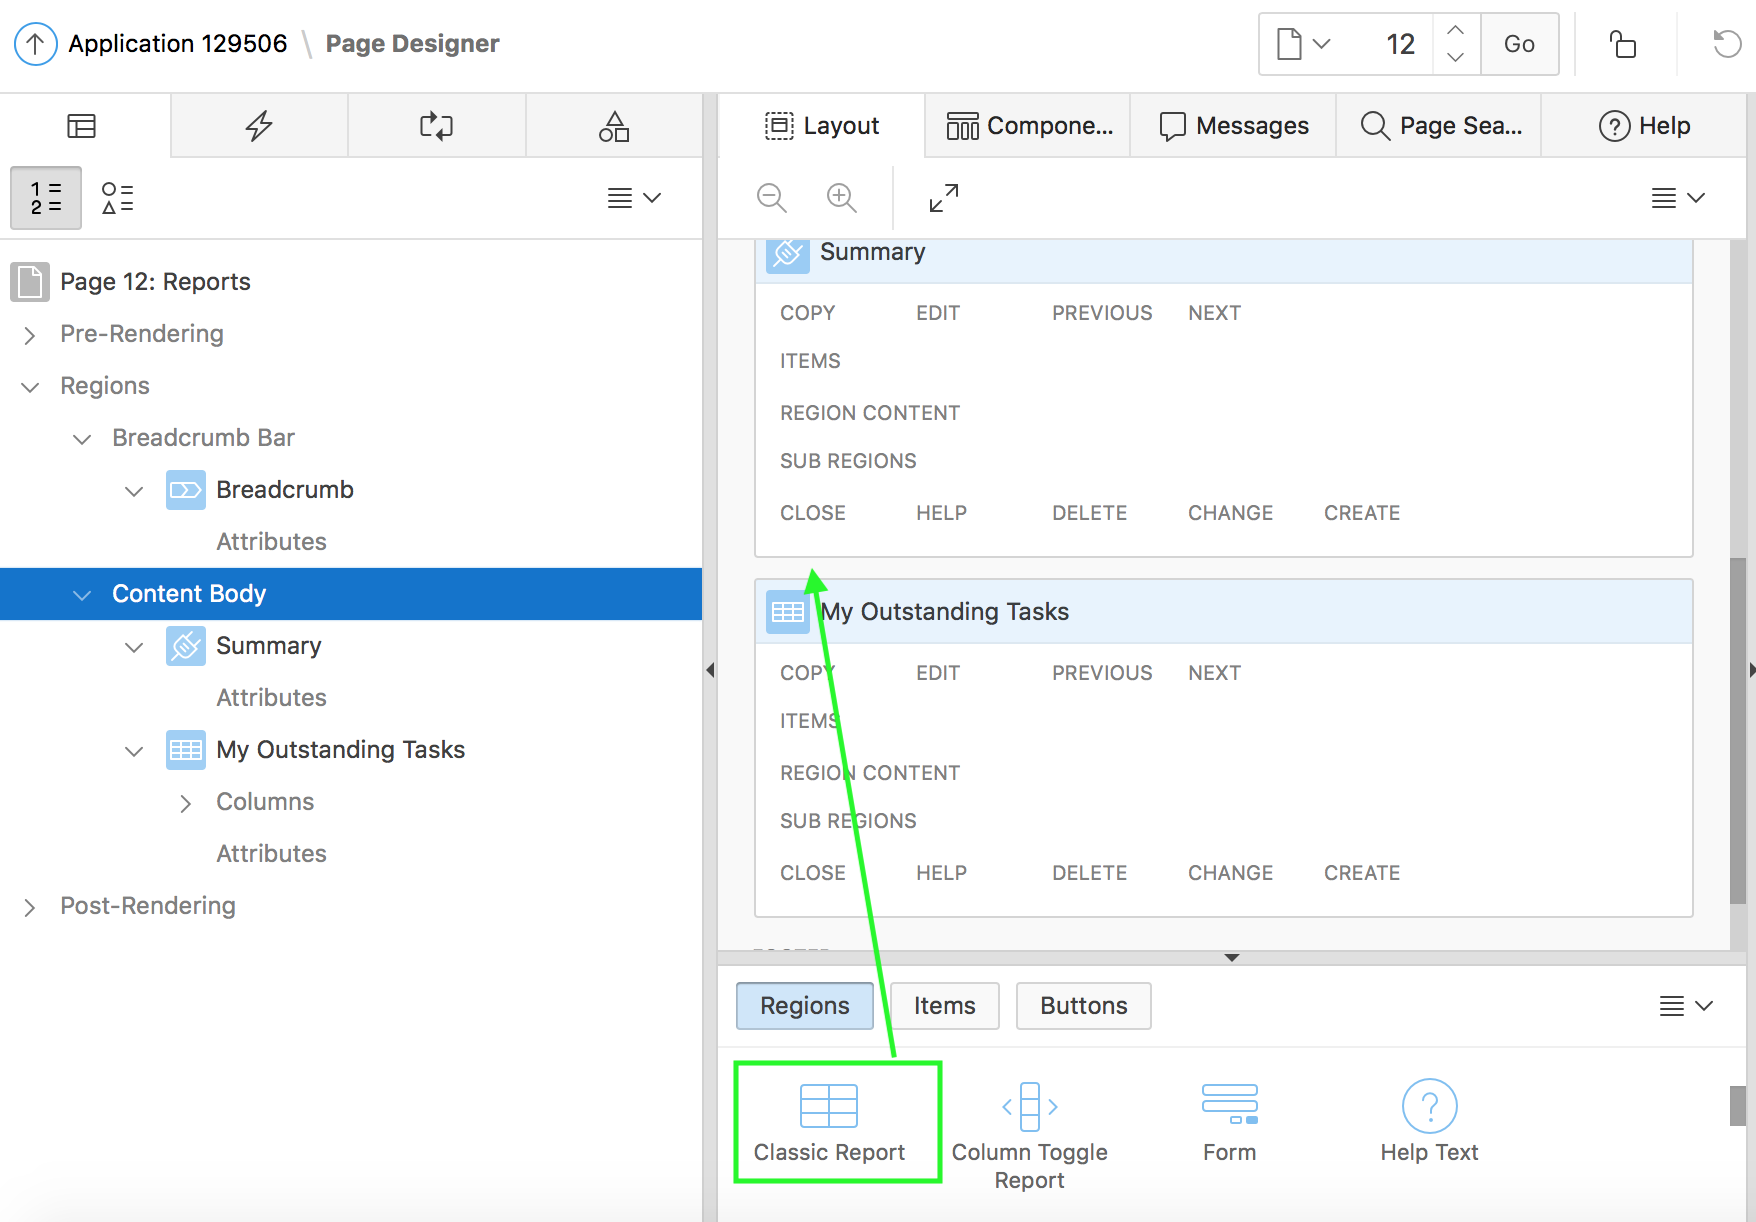 Application 129506 \ Page Designer
12 Go
Layout Compone... Messages Page Sea... Help
1
2
Page 12: Reports
Pre-Rendering
Regions
Breadcrumb Bar
Breadcrumb
Attributes
Content Body
Summary
Attributes
My Outstanding Tasks
Columns
Attributes
Post-Rendering
Summary
COPY EDIT PREVIOUS NEXT
ITEMS
REGION CONTENT
SUB REGIONS
CLOSE HELP DELETE CHANGE CREATE
My Outstanding Tasks
COPY EDIT PREVIOUS NEXT
ITEMS
REGION CONTENT
SUB REGIONS
CLOSE HELP DELETE CHANGE CREATE
Regions Items Buttons
Classic Report
Column Toggle
Report
Form
Help Text